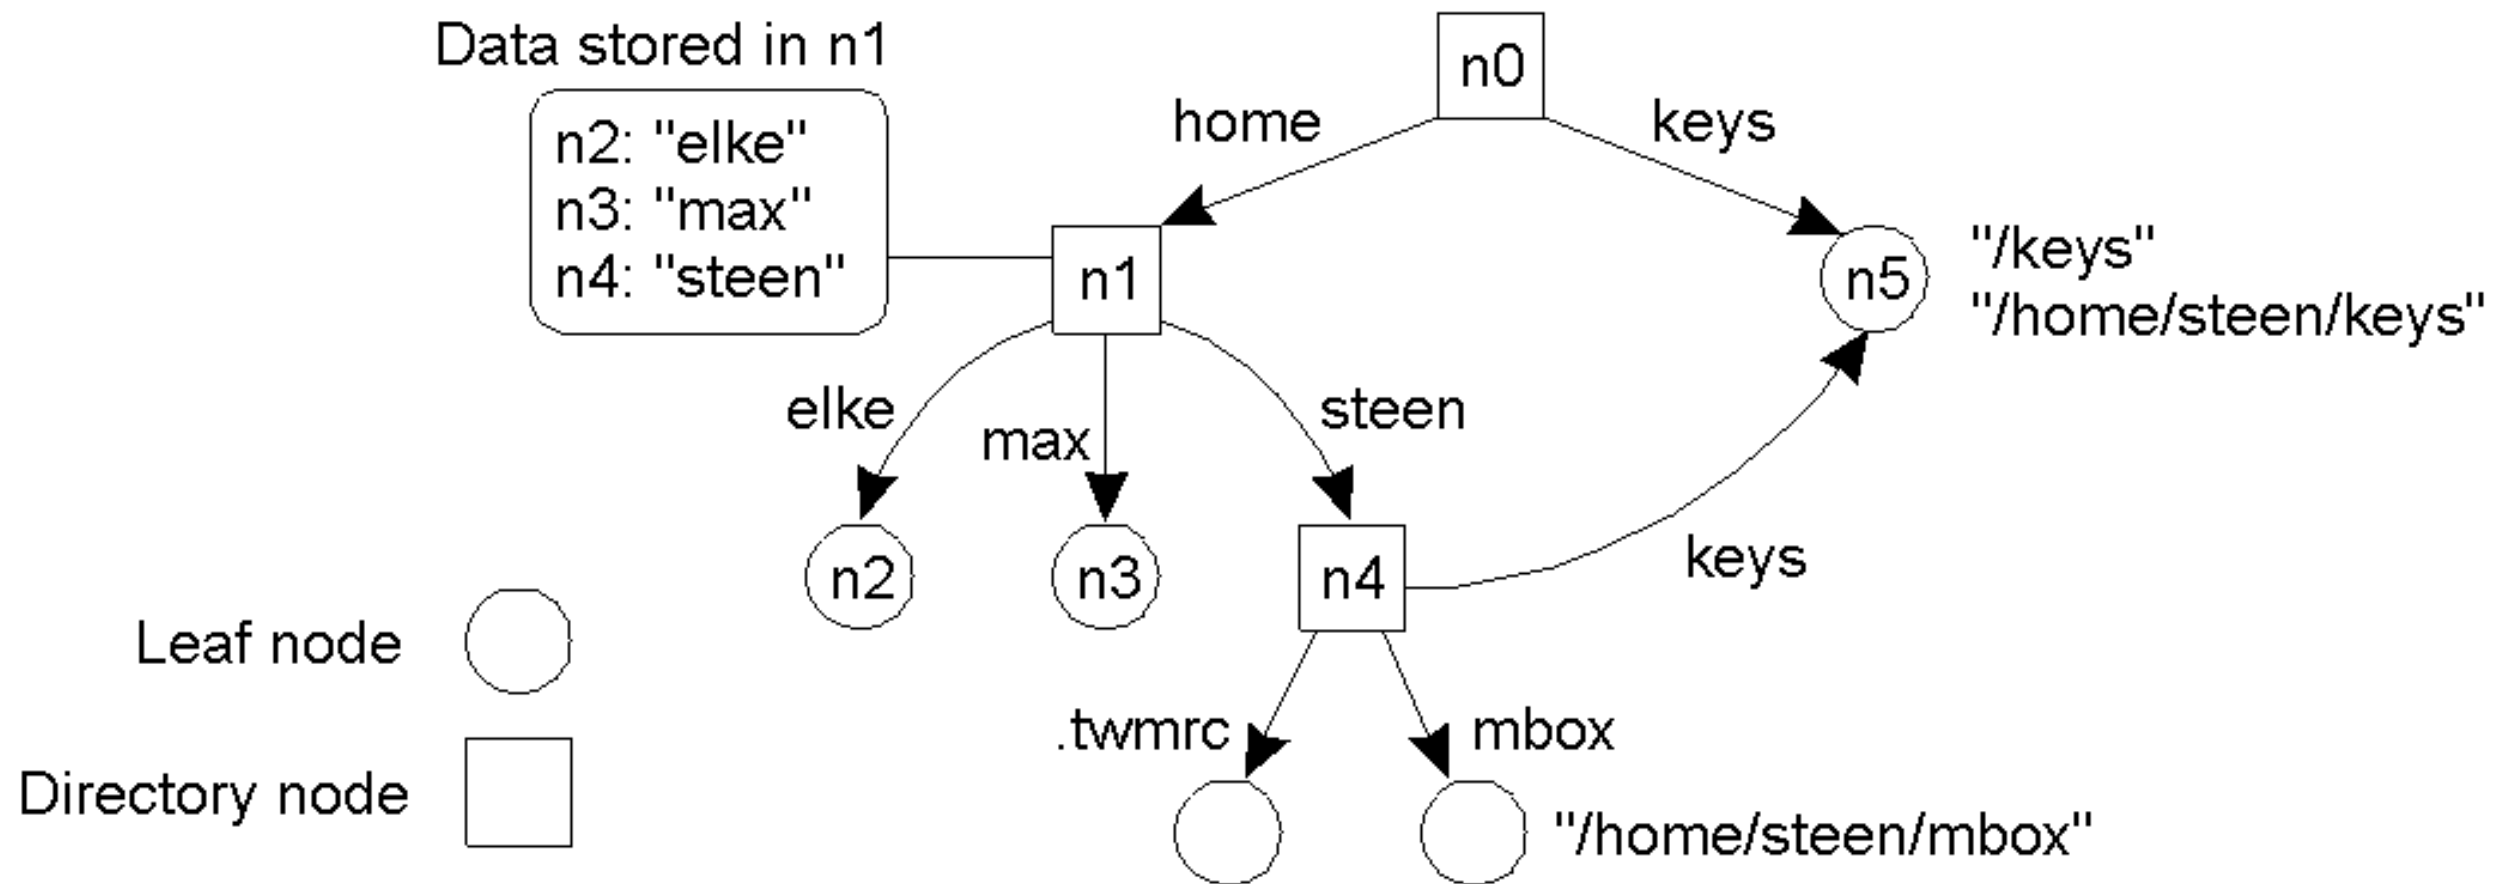 Data stored in n1
n2: "elke"
n3: "max"
n4: "steen"
n0
home
keys
n1
n5
"/keys"
"/home/steen/keys"
elke
max
steen
keys
n2
n3
n4
.twmrc
mbox
"/home/steen/mbox"
Leaf node
Directory node